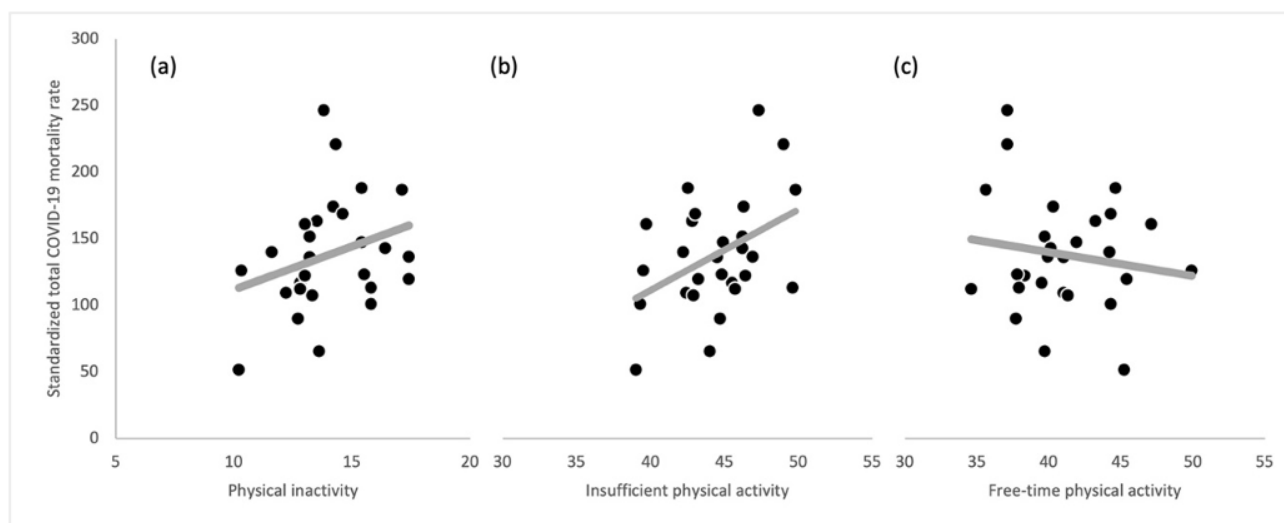 300
250
200
150
100
50
0
Standardized total COVID-19 mortality rate
(a) (b) (c)
5 10 15 20 30 35 40 45 50 55 30 35 40 45 50 55
Physical inactivity Insufficient physical activity Free-time physical activity